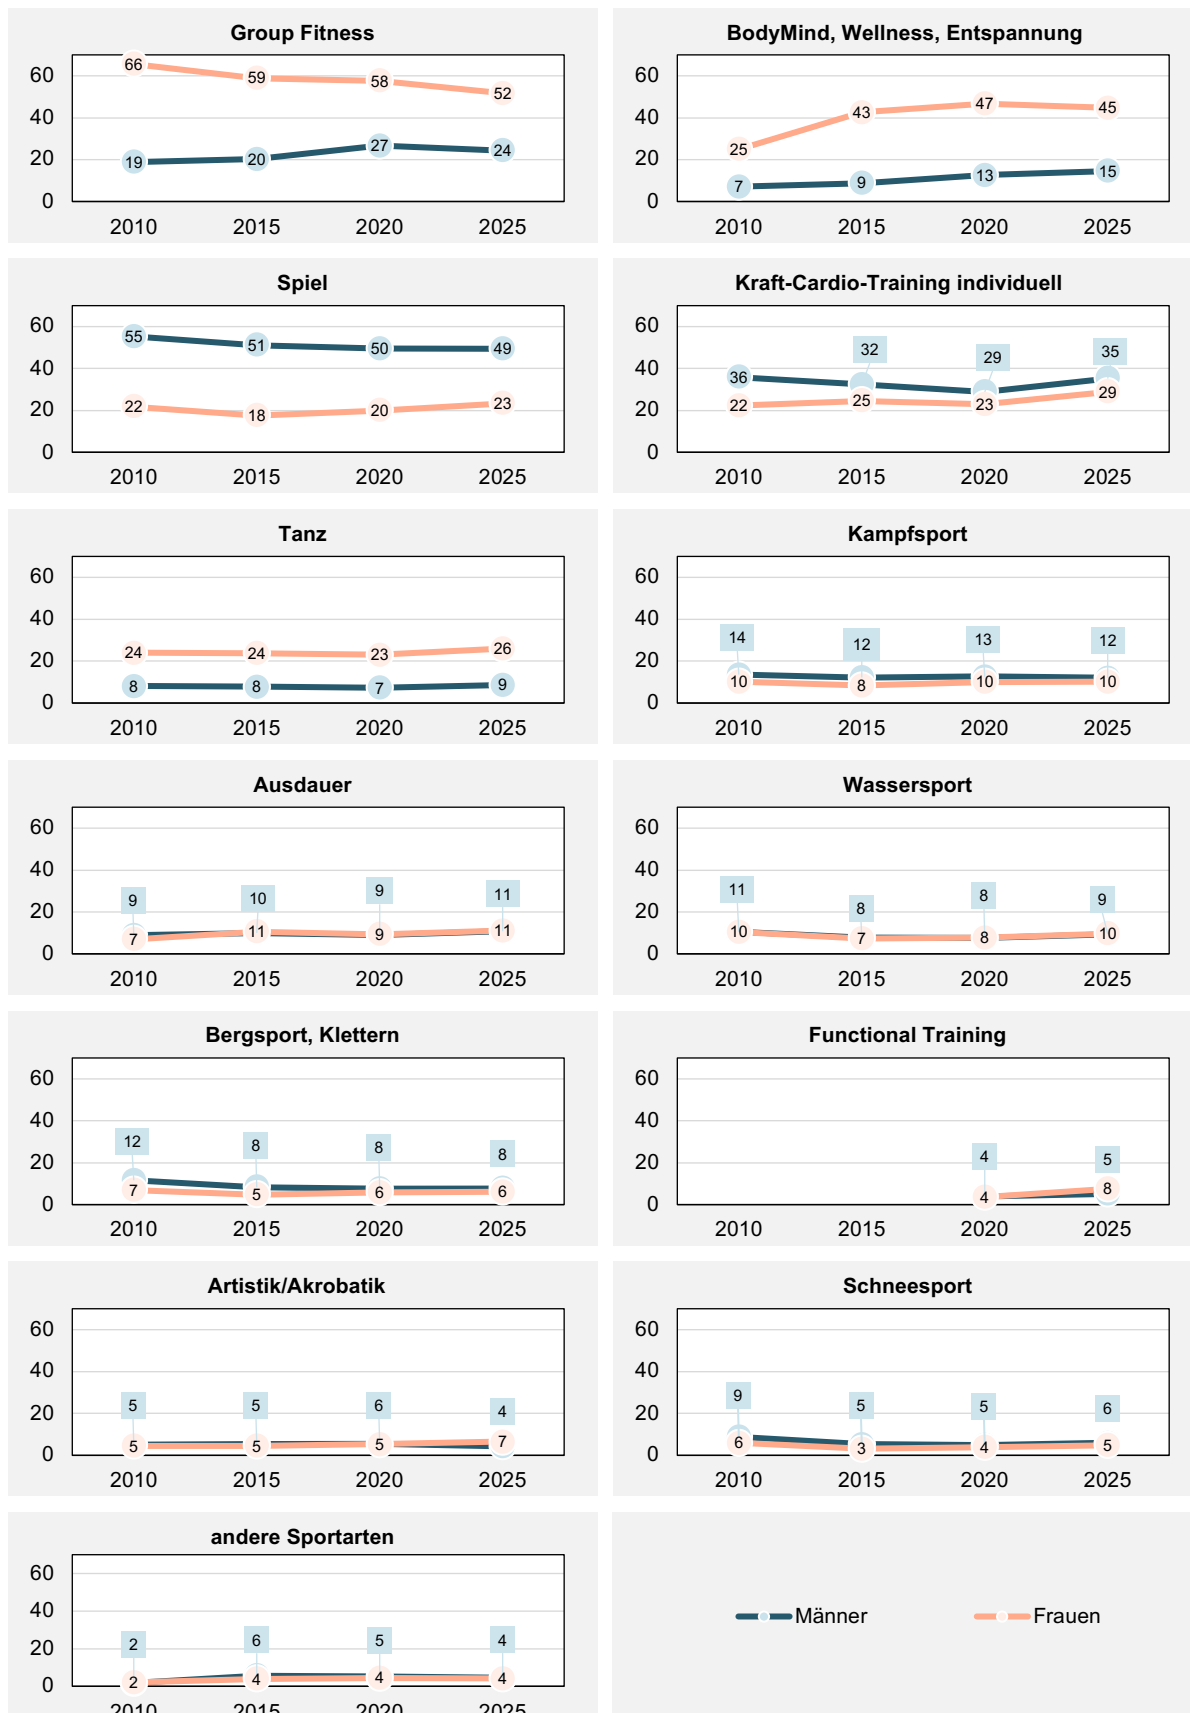 Group Fitness
60
40
20
0
66 59 58 52
19 20 27 24
2010 2015 2020 2025
BodyMind, Wellness, Entspannung
60
40
20
0
25 43 47 45
7 9 13 15
2010 2015 2020 2025
Spiel
60
40
20
0
55 51 50 49
22 18 20 23
2010 2015 2020 2025
Kraft-Cardio-Training individuell
60
40
20
0
36 32 29 35
22 25 23 29
2010 2015 2020 2025
Tanz
60
40
20
0
24 24 23 26
8 8 7 9
2010 2015 2020 2025
Kampfsport
60
40
20
0
14 12 13 12
10 8 10 10
2010 2015 2020 2025
Ausdauer
60
40
20
0
9 10 9 11
7 11 9 11
2010 2015 2020 2025
Wassersport
60
40
20
0
11 8 8 9
10 7 8 10
2010 2015 2020 2025
Bergsport, Klettern
60
40
20
0
12 8 8 8
7 5 6 6
2010 2015 2020 2025
Functional Training
60
40
20
0
4 5
4 8
2010 2015 2020 2025
Artistik/Akrobatik
60
40
20
0
5 5 6 4
5 5 5 7
2010 2015 2020 2025
Schneesport
60
40
20
0
9 5 5 6
6 3 4 5
2010 2015 2020 2025
andere Sportarten
60
40
20
0
2 6 5 4
2 4 4 4
2010 2015 2020 2025
Männer Frauen